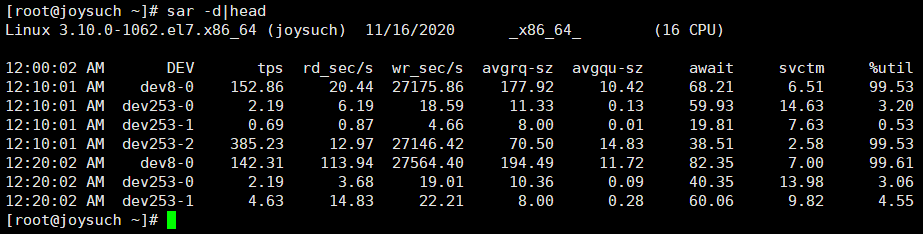 [root@joysuch ~]# sar -d|head
Linux 3.10.0-1062.el7.x86_64 (joysuch) 11/16/2020 _x86_64_ (16 CPU)
12:00:02 AM DEV tps rd_sec/s wr_sec/s avgrq-sz avgqu-sz await svctm %util
12:10:01 AM dev8-0 152.86 20.44 27175.86 177.92 10.42 68.21 6.51 99.53
12:10:01 AM dev253-0 2.19 6.19 18.59 11.33 0.13 59.93 14.63 3.20
12:10:01 AM dev253-1 0.69 0.87 4.66 8.00 0.01 19.81 7.63 0.53
12:10:01 AM dev253-2 385.23 12.97 27146.42 70.50 14.83 38.51 2.58 99.53
12:20:02 AM dev8-0 142.31 113.94 27564.40 194.49 11.72 82.35 7.00 99.61
12:20:02 AM dev253-0 2.19 3.68 19.01 10.36 0.09 40.35 13.98 3.06
12:20:02 AM dev253-1 4.63 14.83 22.21 8.00 0.28 60.06 9.82 4.55
[root@joysuch ~]#